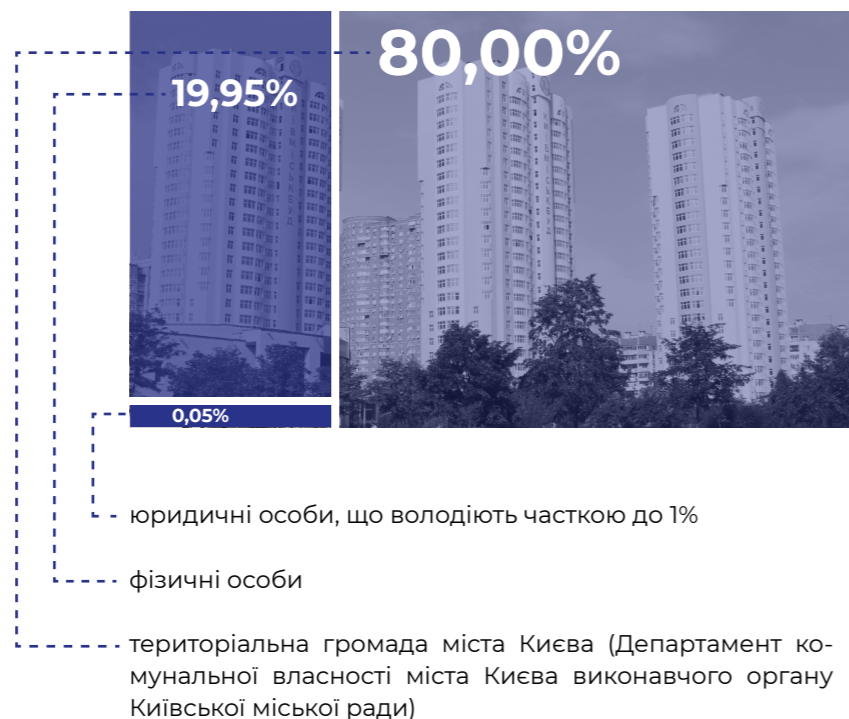 80,00%
19,95%
0,05%
юридичні особи, що володіють часткою до 1%
фізичні особи
територіальна громада міста Києва (Департамент ко-
мунальної власності міста Києва виконавчого органу
Київської міської ради)